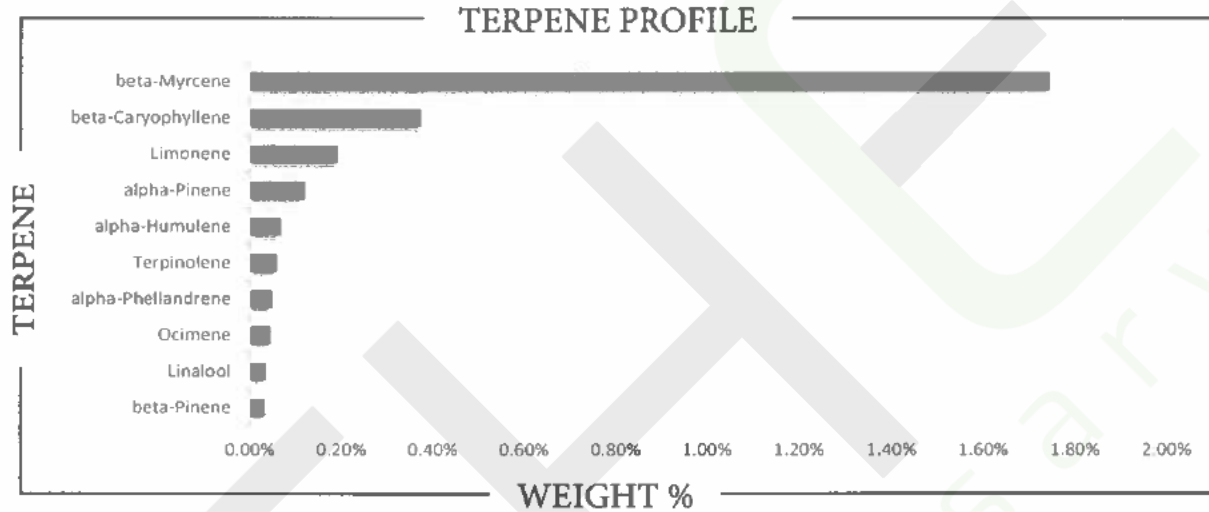 TERPENE PROFILE
TERPENE
beta-Myrcene
beta-Caryophyllene
Limonene
alpha-Pinene
alpha-Humulene
Terpinolene
alpha-Phellandrene
Ocimene
Linalool
beta-Pinene
0.00% 0.20% 0.40% 0.60% 0.80% 1.00% 1.20% 1.40% 1.60% 1.80% 2.00%
WEIGHT %